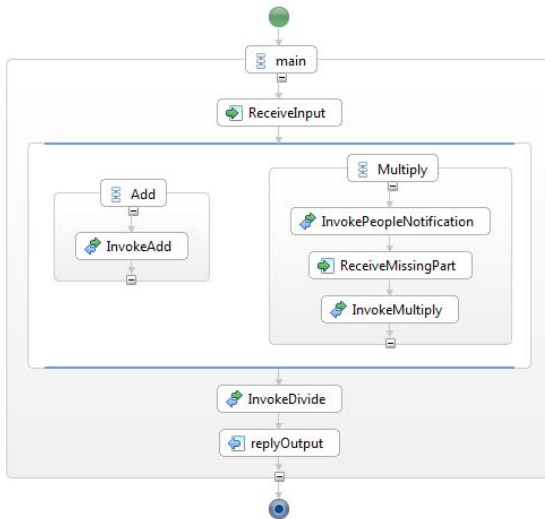 main
ReceiveInput
Add
InvokeAdd
Multiply
InvokePeopleNotification
ReceiveMissingPart
InvokeMultiply
InvokeDivide
replyOutput